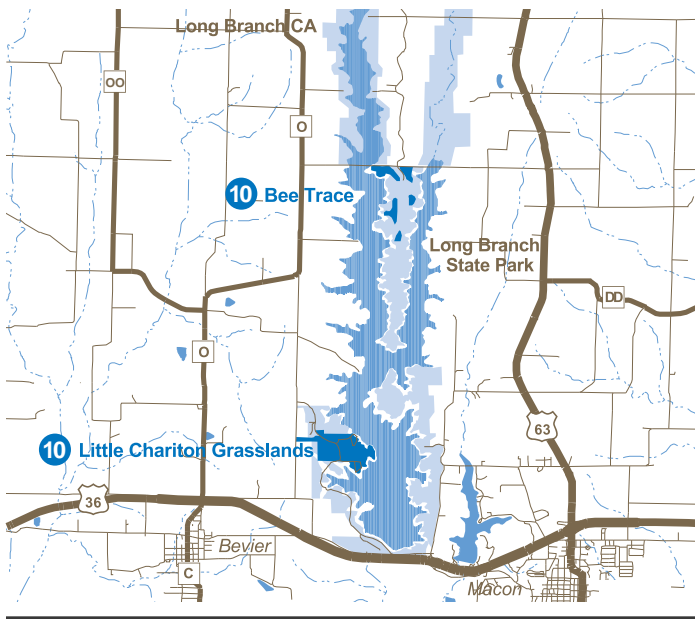 Long Branch CA
OO
O
10 Bee Trace
Long Branch
State Park
DD
O
63
10 Little Chariton Grasslands
36
Bevier
C
Macon